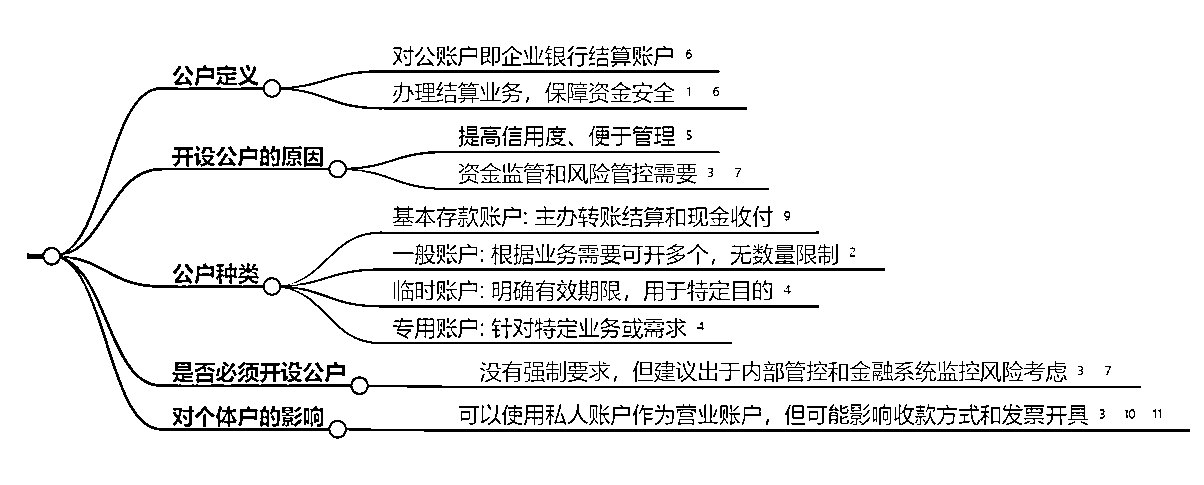 公户定义
对公账户即企业银行结算账户 6
办理结算业务，保障资金安全 1 6
开设公户的原因
提高信用度、便于管理 5
资金监管和风险管控需要 3 7
公户种类
基本存款账户: 主办转账结算和现金收付 9
一般账户: 根据业务需要可开多个，无数量限制 2
临时账户: 明确有效期限，用于特定目的 4
专用账户: 针对特定业务或需求 4
是否必须开设公户
没有强制要求，但建议出于内部管控和金融系统监控风险考虑 3 7
对个体户的影响
可以使用私人账户作为营业账户，但可能影响收款方式和发票开具 3 10 11